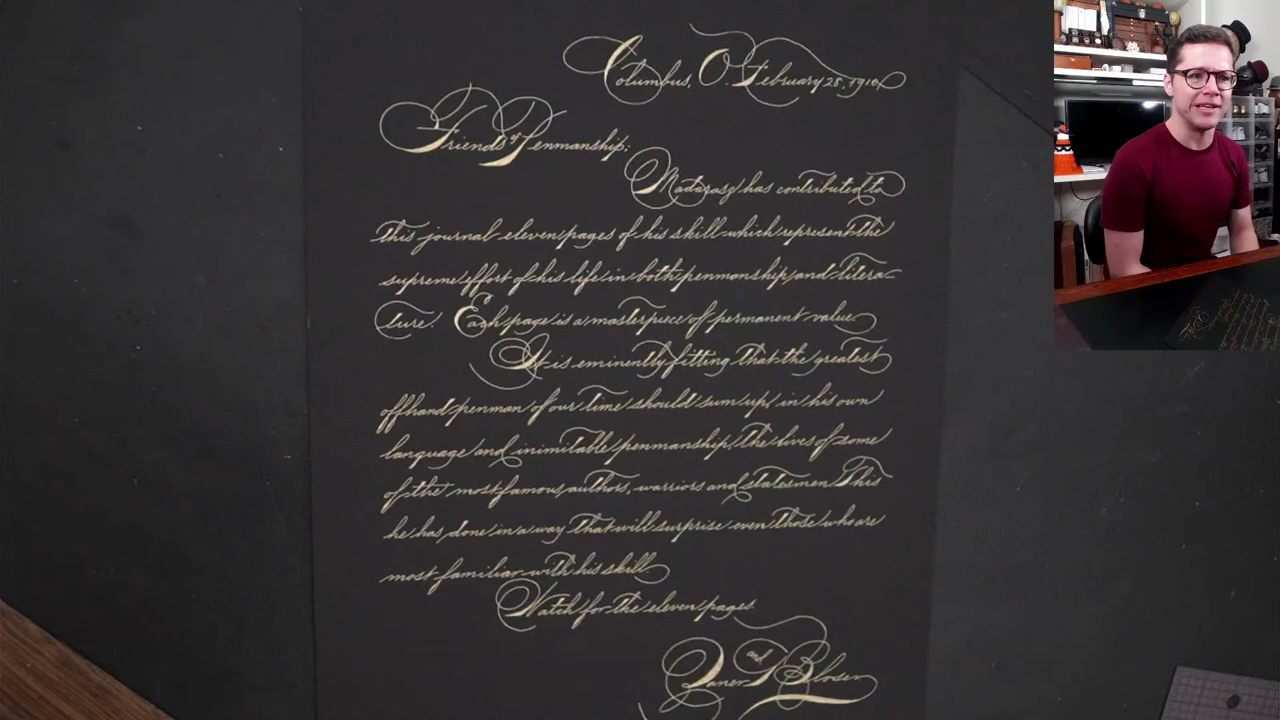 Columbus, O. February 28, 1910.
Friends of Penmanship:
Madarasz has contributed to
this journal eleven pages of his skill which represent the
supreme effort of his life in both penmanship and litera-
ture. Each page is a masterpiece of permanent value.
It is eminently fitting that the greatest
offhand penman of our time should sum up, in his own
language and inimitable penmanship, the lives of some
of the most famous authors, warriors and statesmen. This
he has done in a way that will surprise even those who are
most familiar with his skill.
Watch for the eleven pages.
Zaner and Bloser